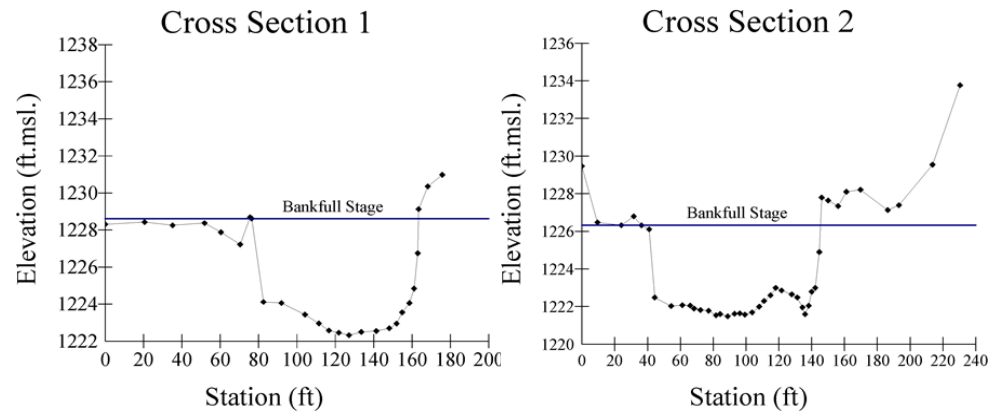 Cross Section 1
Elevation (ft.msl.)
1238
1236
1234
1232
1230
1228
1226
1224
1222
Bankfull Stage
0 20 40 60 80 100 120 140 160 180 200
Station (ft)
Cross Section 2
Elevation (ft.msl.)
1236
1234
1232
1230
1228
1226
1224
1222
1220
Bankfull Stage
0 20 40 60 80 100 120 140 160 180 200 220 240
Station (ft)